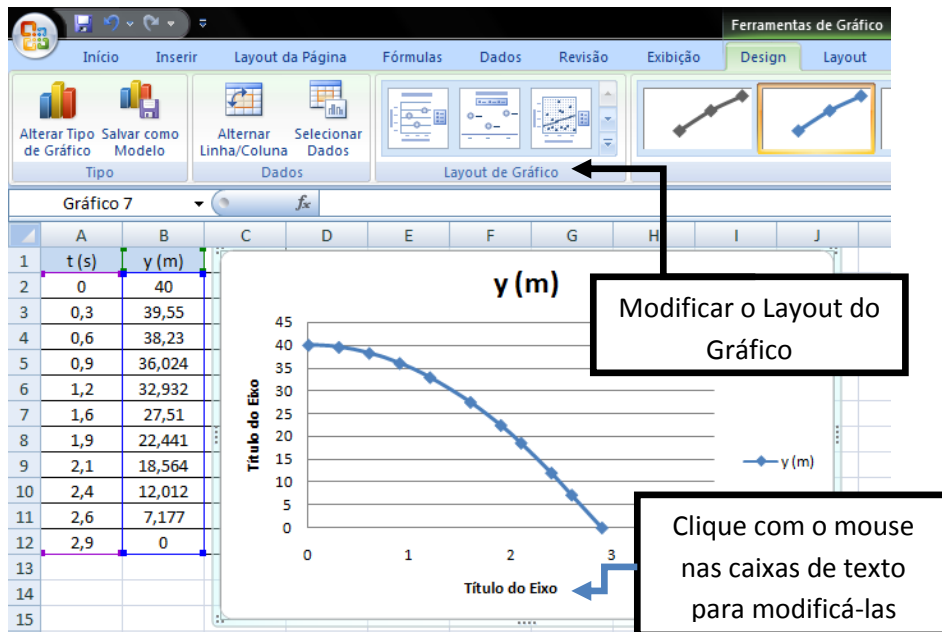 Ferramentas de Gráfico
Início Inserir Layout da Página Fórmulas Dados Revisão Exibição Design Layout
Alterar Tipo de Gráfico
Salvar como Modelo
Alternar Linha/Coluna
Selecionar Dados
Tipo Dados Layout de Gráfico
Gráfico 7 fx
A B C D E F G H I J
1 t (s) y (m)
2 0 40
3 0,3 39,55
4 0,6 38,23
5 0,9 36,024
6 1,2 32,932
7 1,6 27,51
8 1,9 22,441
9 2,1 18,564
10 2,4 12,012
11 2,6 7,177
12 2,9 0
13
14
15
y (m)
45
40
35
30
25
20
15
10
5
0
Título do Eixo
0 1 2 3
Título do Eixo
y (m)
Modificar o Layout do
Gráfico
Clique com o mouse
nas caixas de texto
para modificá-las